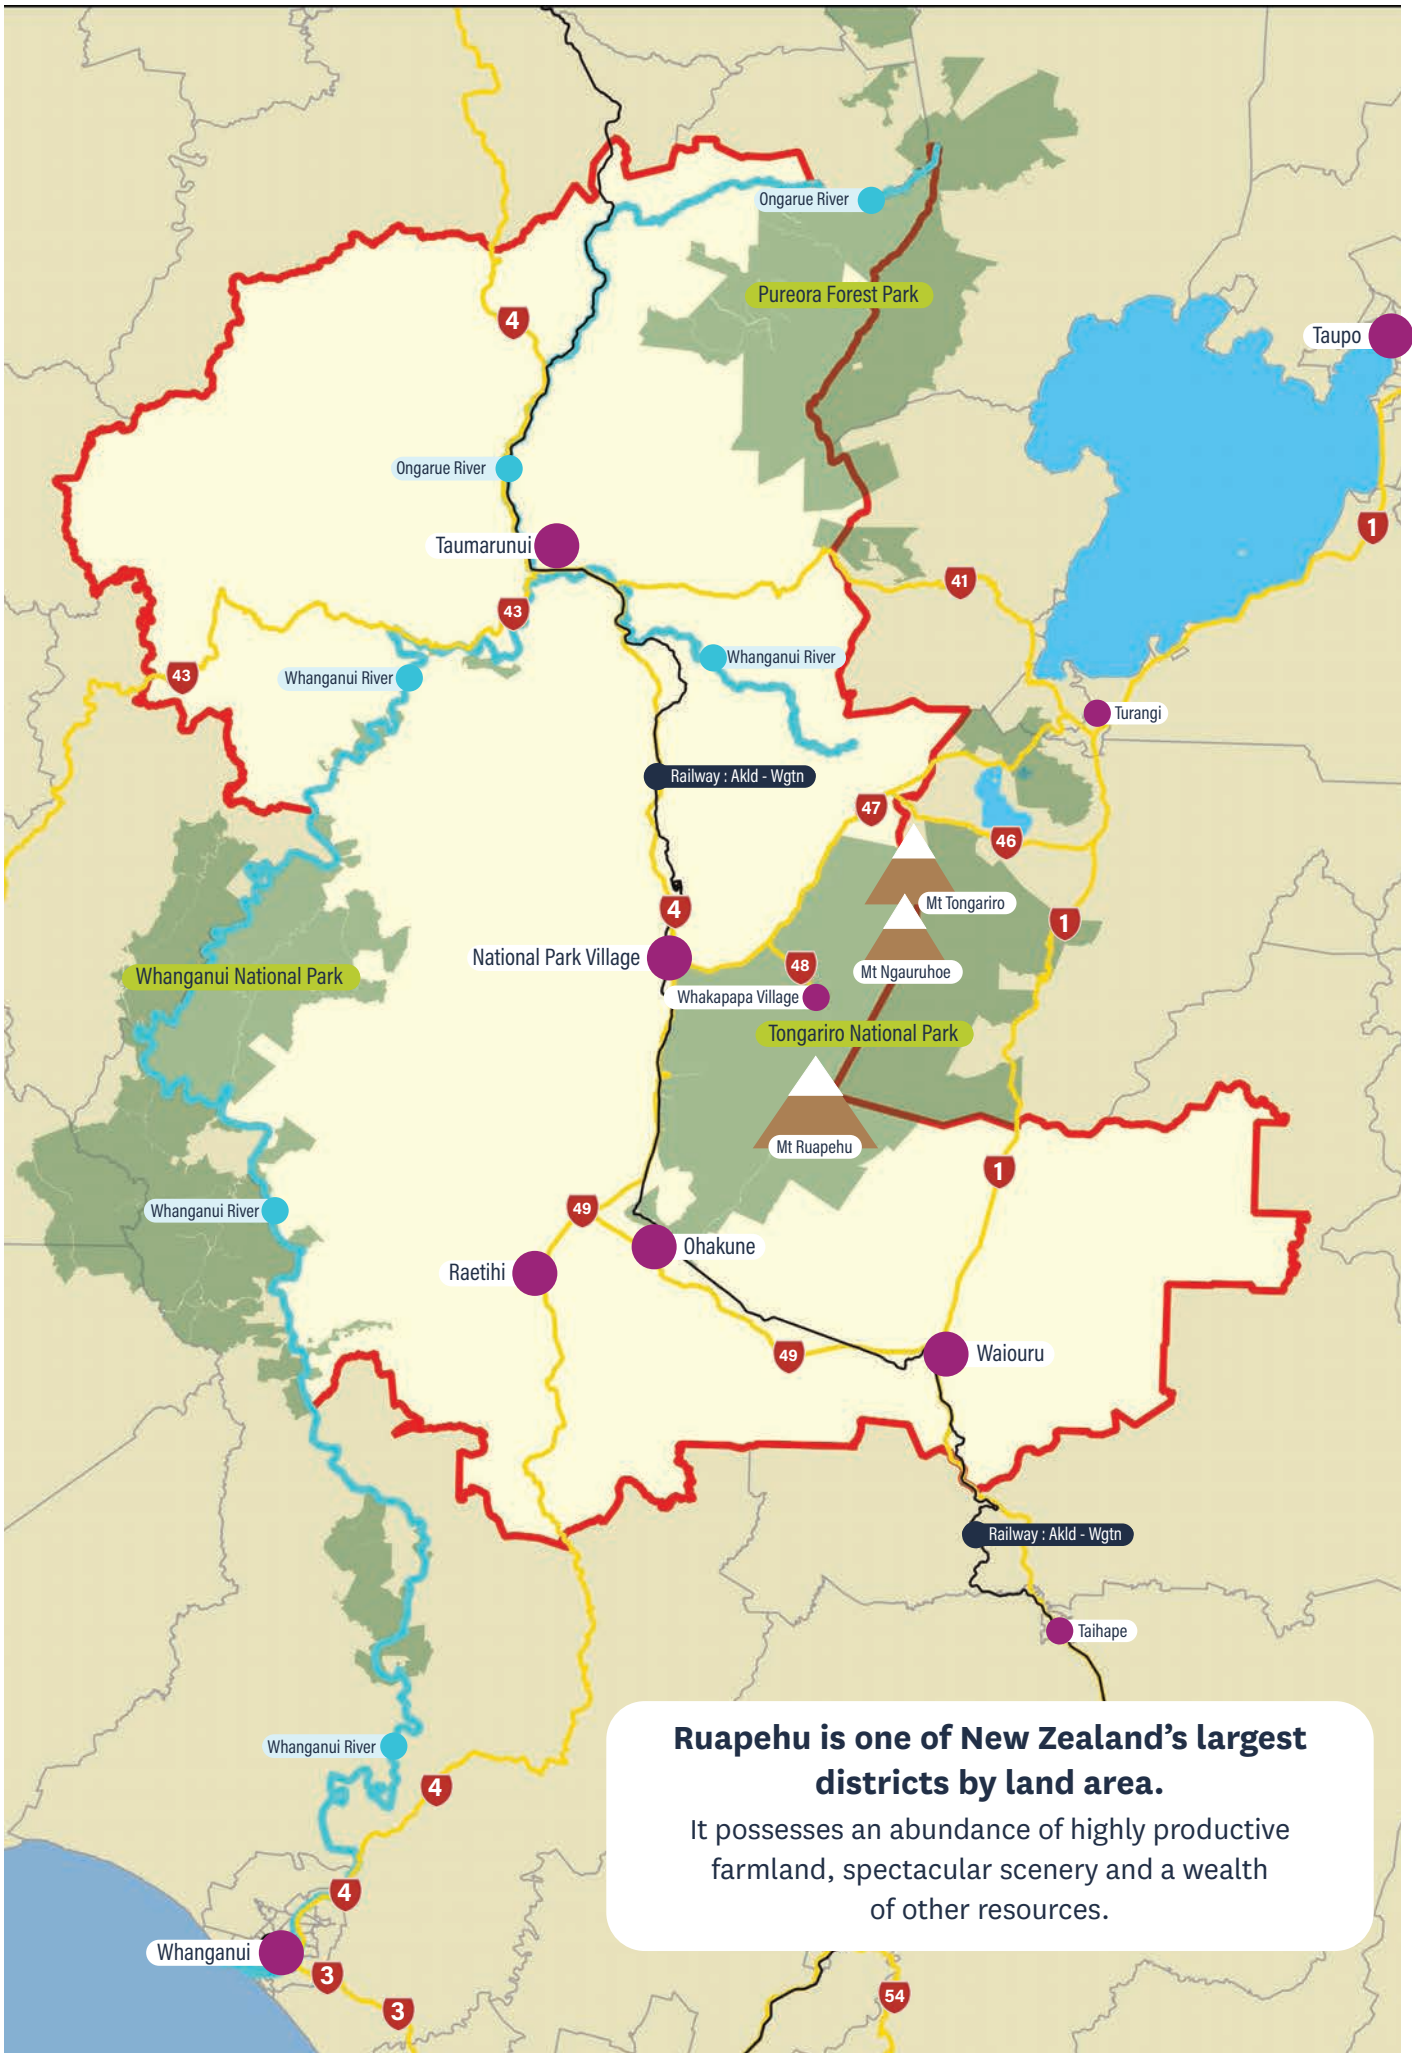 Ongarue River
Pureora Forest Park
4
Taupo
Ongarue River
1
Taumarunui
41
43
Whanganui River
43
Whanganui River
Turangi
Railway : Akld - Wgtn
47
46
Mt Tongariro
4
1
National Park Village
48
Mt Ngauruhoe
Whanganui National Park
Whakapapa Village
Tongariro National Park
Mt Ruapehu
1
49
Whanganui River
Ohakune
Raetihi
49
Waiouru
Railway : Akld - Wgtn
Taihape
Ruapehu is one of New Zealand’s largest
districts by land area.
It possesses an abundance of highly productive
farmland, spectacular scenery and a wealth
of other resources.
Whanganui River
4
4
Whanganui
3
3
54